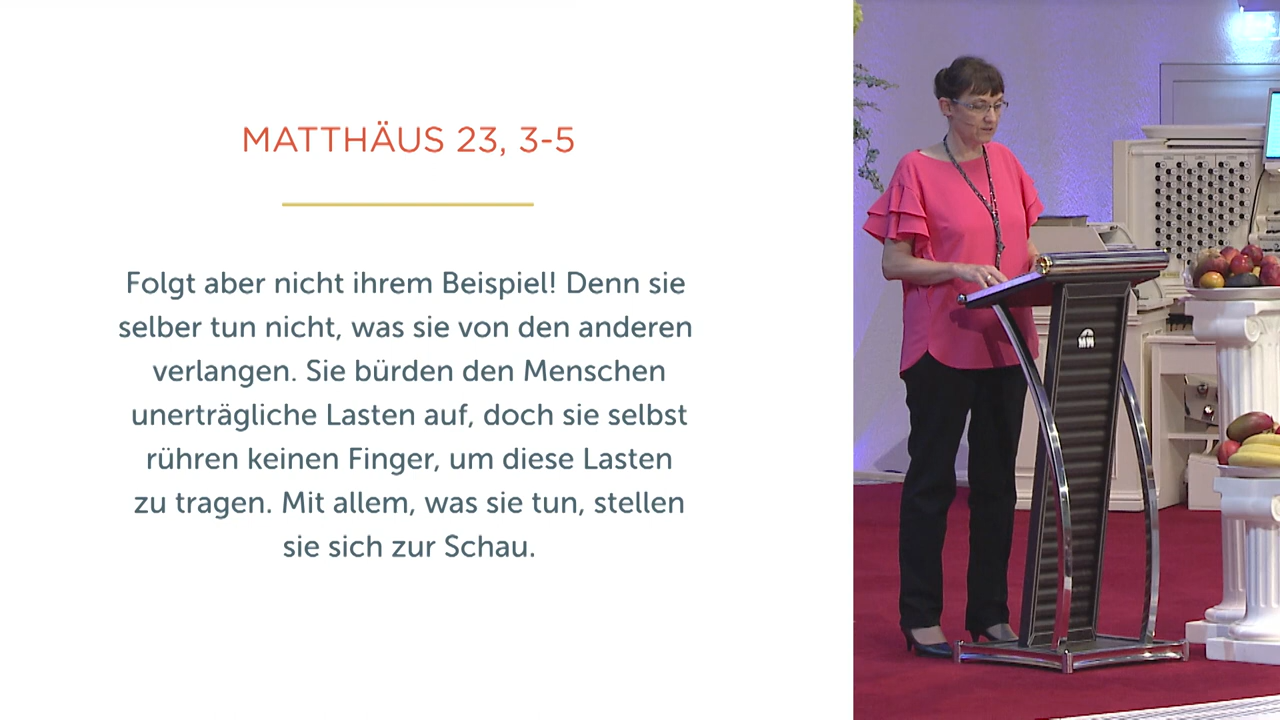 MATTHÄUS 23, 3-5
Folgt aber nicht ihrem Beispiel! Denn sie
selber tun nicht, was sie von den anderen
verlangen. Sie bürden den Menschen
unerträgliche Lasten auf, doch sie selbst
rühren keinen Finger, um diese Lasten
zu tragen. Mit allem, was sie tun, stellen
sie sich zur Schau.
MW